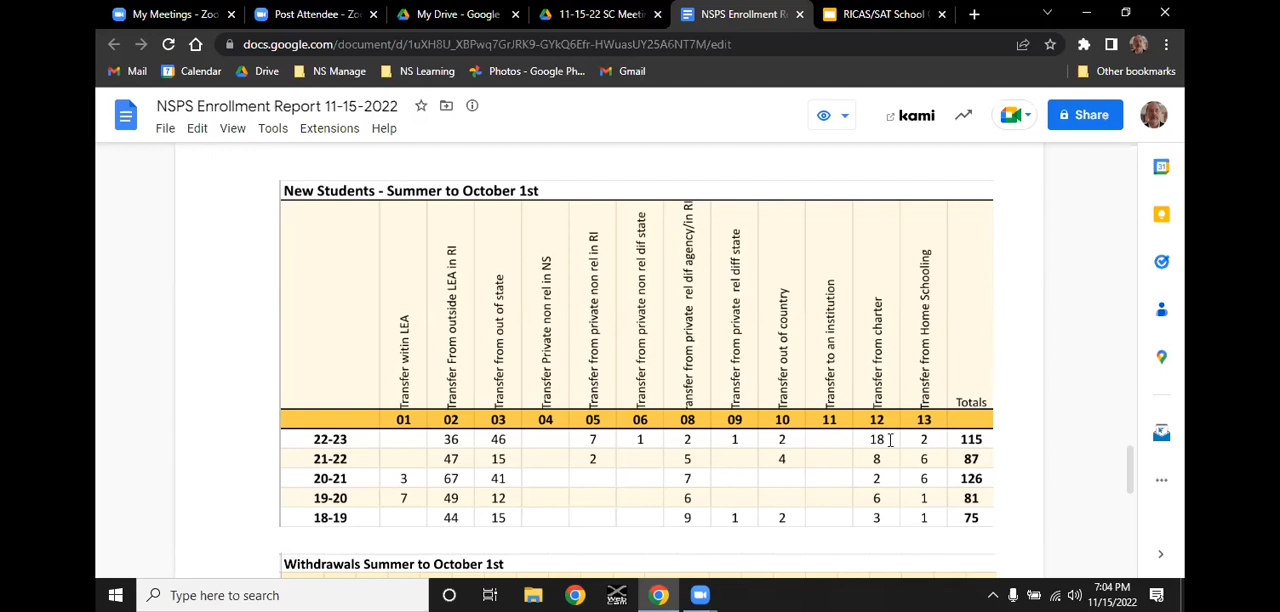 My Meetings - Zoo
Post Attendee - Zo
My Drive - Google
11-15-22 SC Meeti
NSPS Enrollment R
RICAS/SAT School
docs.google.com/document/d/1uXH8U_XBPwq7GrJRK9-GYkQ6Efr-HWuasUY25A6NT7M/edit
Mail Calendar Drive NS Manage NS Learning Photos - Google Ph... Gmail Other bookmarks
NSPS Enrollment Report 11-15-2022
File Edit View Tools Extensions Help
kami
Share
New Students - Summer to October 1st
Transfer witin LEA
Transfer From outside LEA in RI
Transfer from out of state
Transfer Private non rel in NS
Transfer from private non rel in RI
Transfer from private non rel dif state
ransfer from private rel dif agency/in RI
Transfer from private rel diff state
Transfer out of country
Transfer to an institution
Transfer from charter
Transfer from Home Schooling
Totals
01 02 03 04 05 06 08 09 10 11 12 13
22-23 36 46 7 1 2 1 2 18 2 115
21-22 47 15 2 5 4 8 6 87
20-21 3 67 41 7 2 6 126
19-20 7 49 12 6 6 1 81
18-19 44 15 9 1 2 3 1 75
Withdrawals Summer to October 1st
Type here to search
7:04 PM
11/15/2022